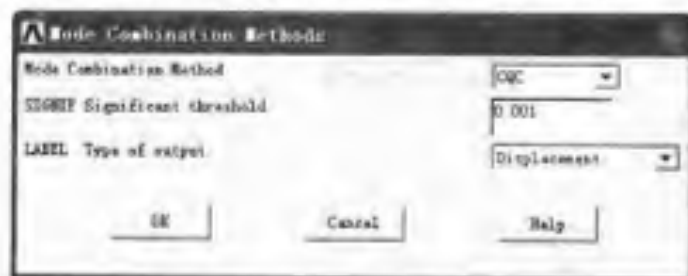 Mode Combination Methods
Mode Combination Method
CQC
SIGNIF Significant threshold
0.001
LABEL Type of output
Displacement
OK
Cancel
Help